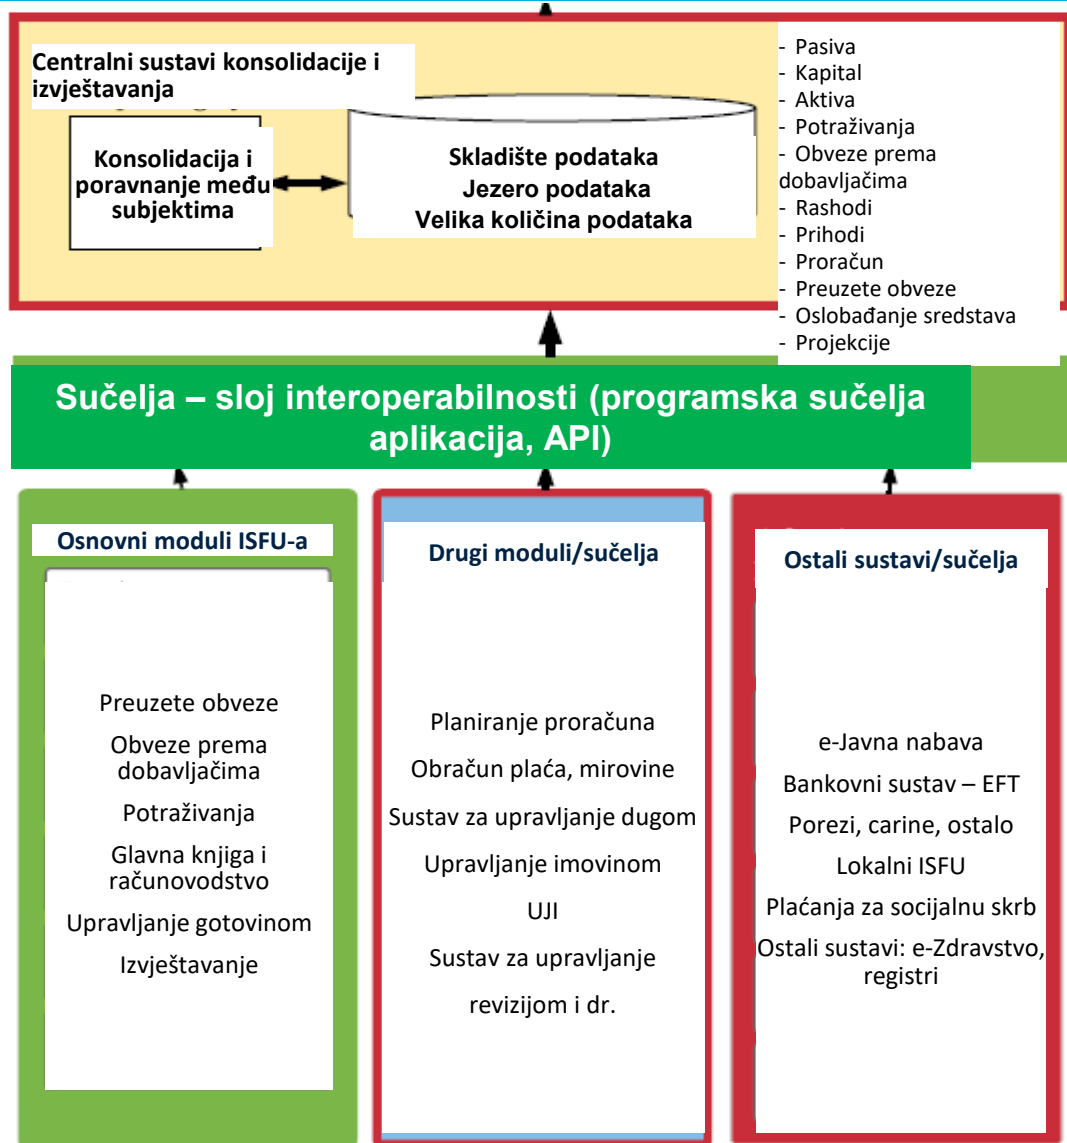 Centralni sustavi konsolidacije i
izvještavanja
Konsolidacija i
poravnanje među
subjektima
Skladište podataka
Jezero podataka
Velika količina podataka
- Pasiva
- Kapital
- Aktiva
- Potraživanja
- Obveze prema
dobavljačima
- Rashodi
- Prihodi
- Proračun
- Preuzete obveze
- Oslobađanje sredstava
- Projekcije
Sučelja – sloj interoperabilnosti (programska sučelja
aplikacija, API)
Osnovni moduli ISFU-a
Preuzete obveze
Obveze prema
dobavljačima
Potraživanja
Glavna knjiga i
računovodstvo
Upravljanje gotovinom
Izvještavanje
Drugi moduli/sučelja
Planiranje proračuna
Obračun plaća, mirovine
Sustav za upravljanje dugom
Upravljanje imovinom
UJI
Sustav za upravljanje
revizijom i dr.
Ostali sustavi/sučelja
e-Javna nabava
Bankovni sustav – EFT
Porezi, carine, ostalo
Lokalni ISFU
Plaćanja za socijalnu skrb
Ostali sustavi: e-Zdravstvo,
registri